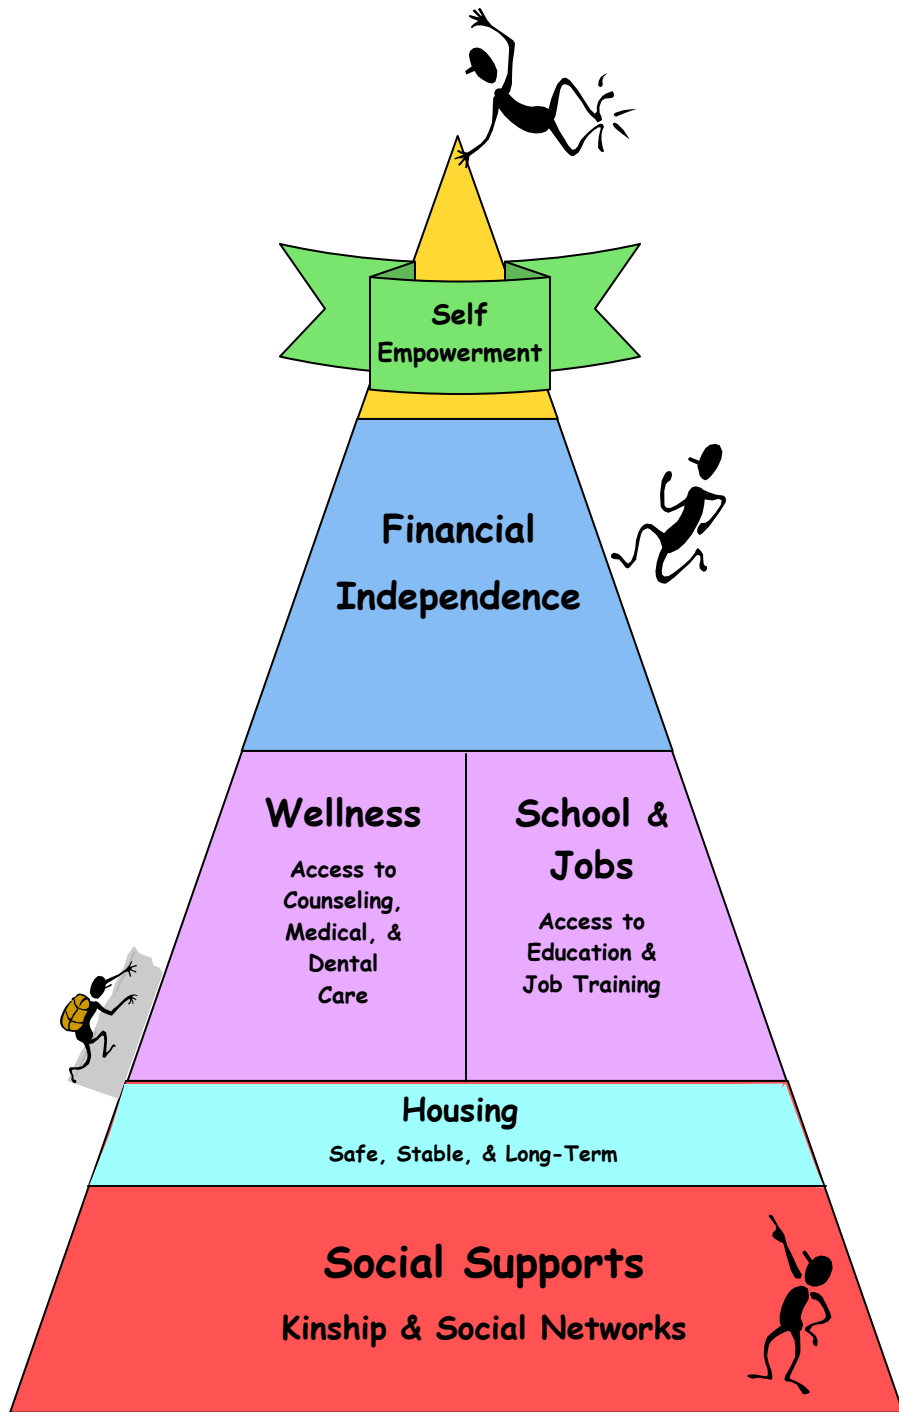 Self
Empowerment
Financial
Independence
Wellness
Access to
Counseling,
Medical, &
Dental
Care
School &
Jobs
Access to
Education &
Job Training
Housing
Safe, Stable, & Long-Term
Social Supports
Kinship & Social Networks